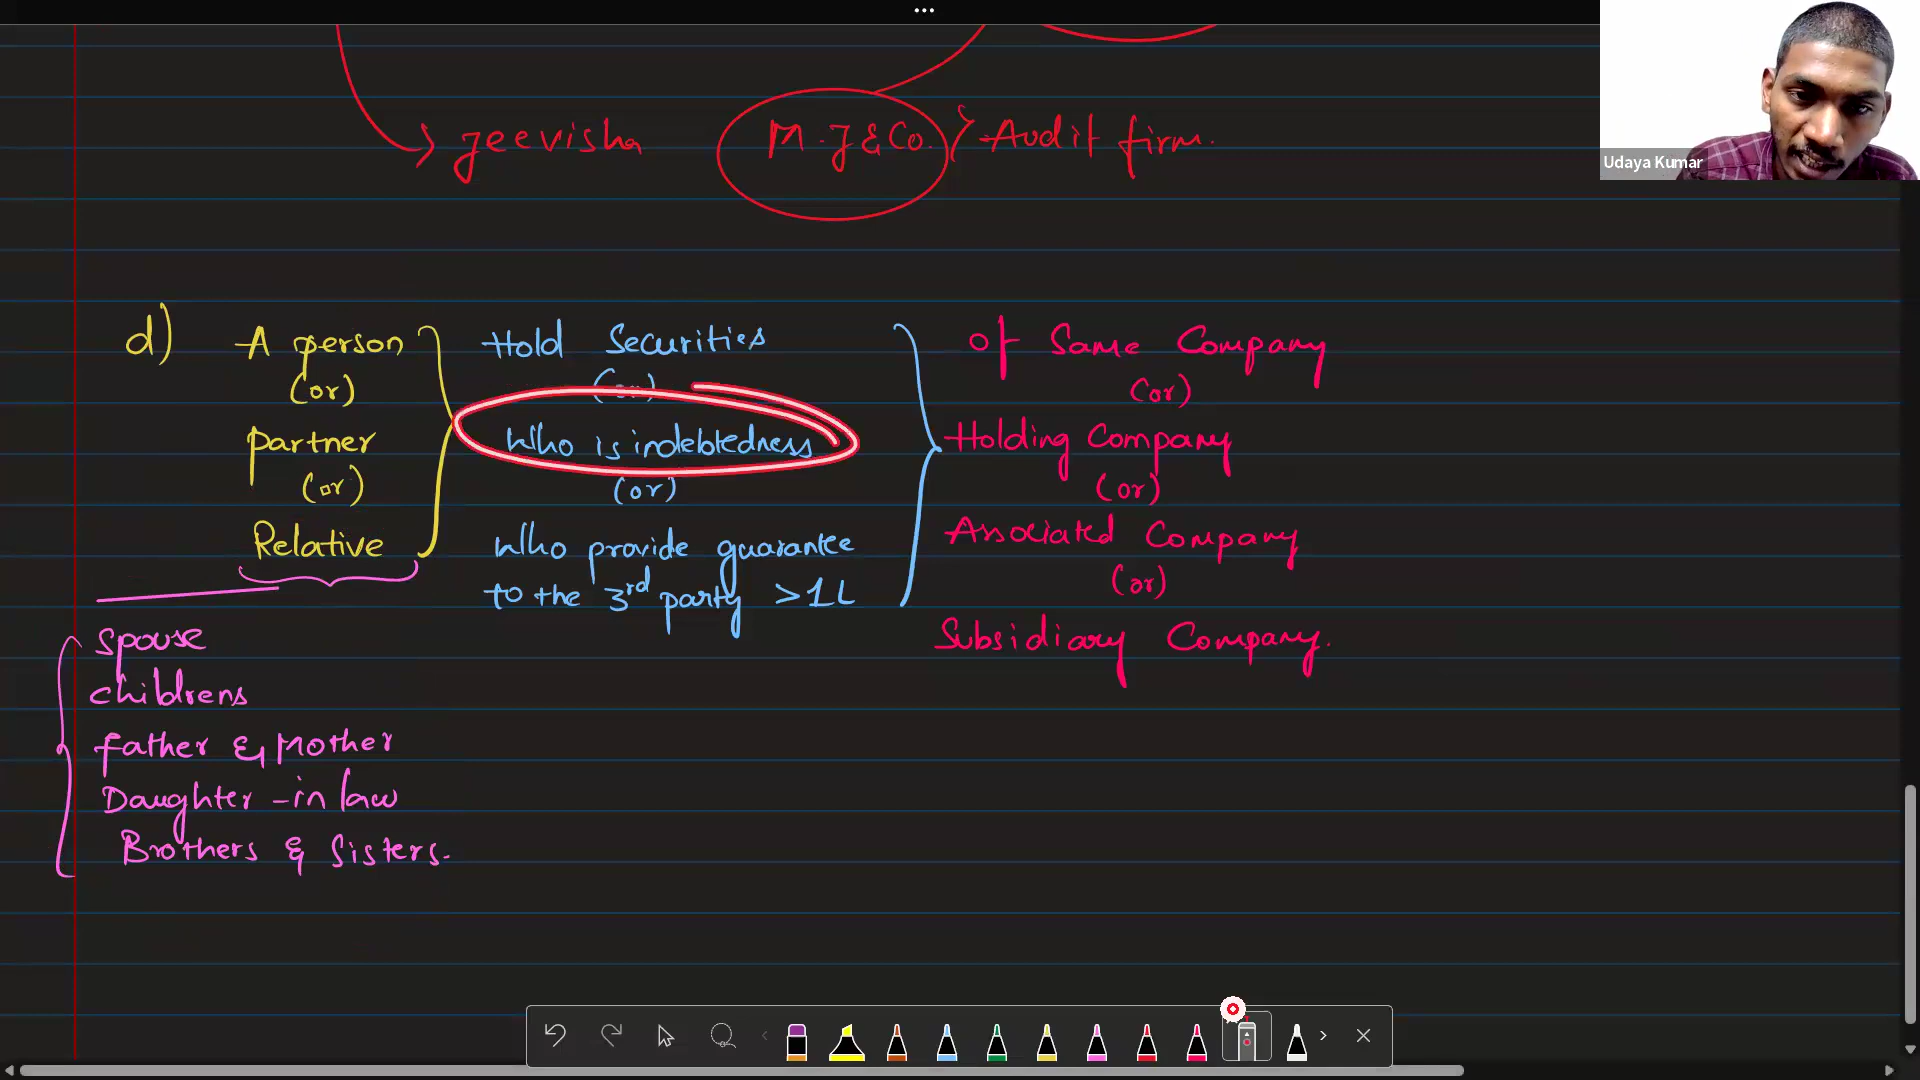 ...
Udaya Kumar
Jeevisha M.J & Co. Audit firm.
d) A person Hold Securities of Same Company
(or) (or) (or)
partner Who is indebtedness Holding Company
(or) (or) (or)
Relative Who provide guarantee Associated Company
to the 3rd party >1L (or)
Spouse Subsidiary Company.
childrens
Father & Mother
Daughter-in law
Brothers & Sisters.